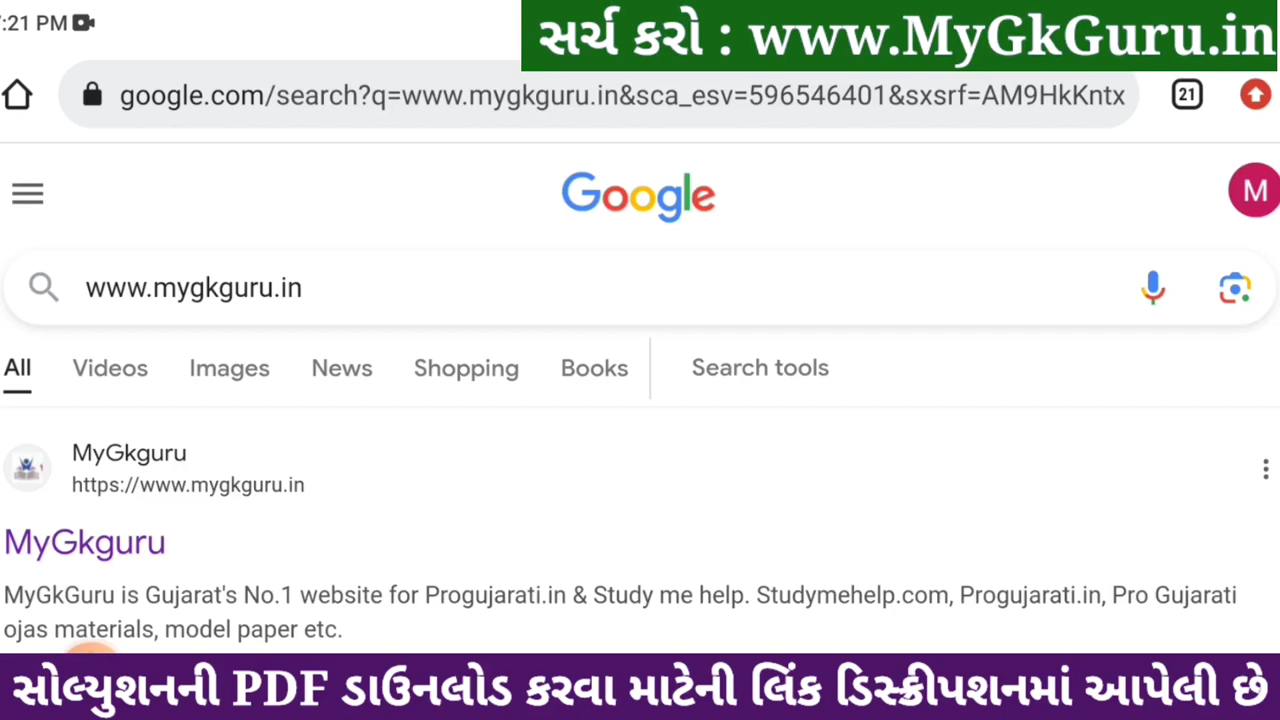 :21 PM
સર્ચ કરો : www.MyGkGuru.in
google.com/search?q=www.mygkguru.in&sca_esv=596546401&sxsrf=AM9HkKntx
21
Google
M
www.mygkguru.in
All Videos Images News Shopping Books Search tools
MyGkguru
https://www.mygkguru.in
MyGkguru
MyGkGuru is Gujarat's No.1 website for Progujarati.in & Study me help. Studymehelp.com, Progujarati.in, Pro Gujarati
ojas materials, model paper etc.
સોલ્યુશનની PDF ડાઉનલોડ કરવા માટેની લિંક ડિસ્ક્રીપશનમાં આપેલી છે